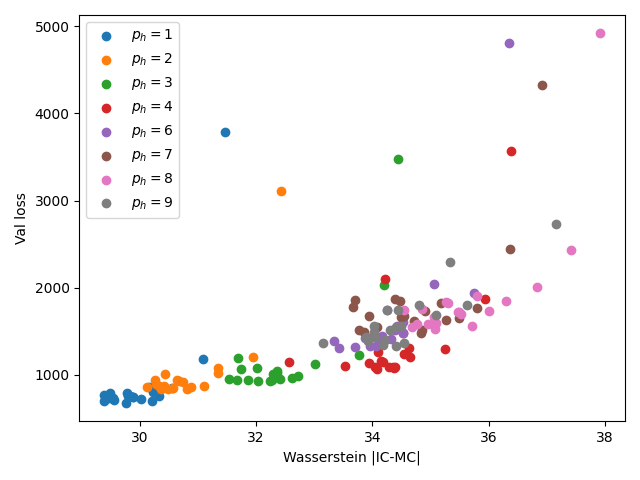 5000
4000
3000
2000
1000
Val loss
p_h = 1
p_h = 2
p_h = 3
p_h = 4
p_h = 6
p_h = 7
p_h = 8
p_h = 9
30 32 34 36 38
Wasserstein |IC-MC|